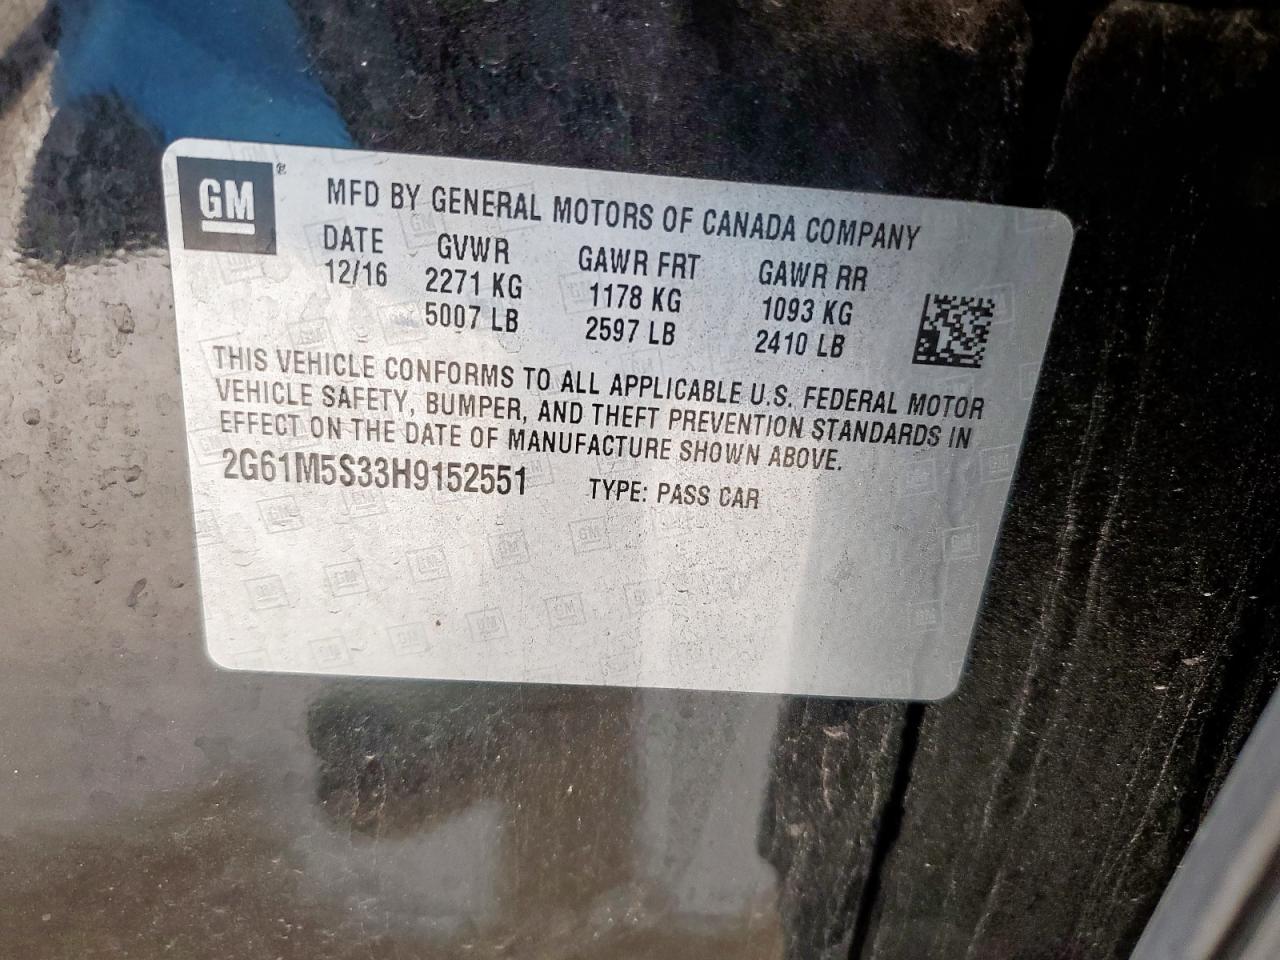 GM ®
MFD BY GENERAL MOTORS OF CANADA COMPANY
DATE GVWR GAWR FRT GAWR RR
12/16 2271 KG 1178 KG 1093 KG
5007 LB 2597 LB 2410 LB
THIS VEHICLE CONFORMS TO ALL APPLICABLE U.S. FEDERAL MOTOR
VEHICLE SAFETY, BUMPER, AND THEFT PREVENTION STANDARDS IN
EFFECT ON THE DATE OF MANUFACTURE SHOWN ABOVE.
2G61M5S33H9152551 TYPE: PASS CAR